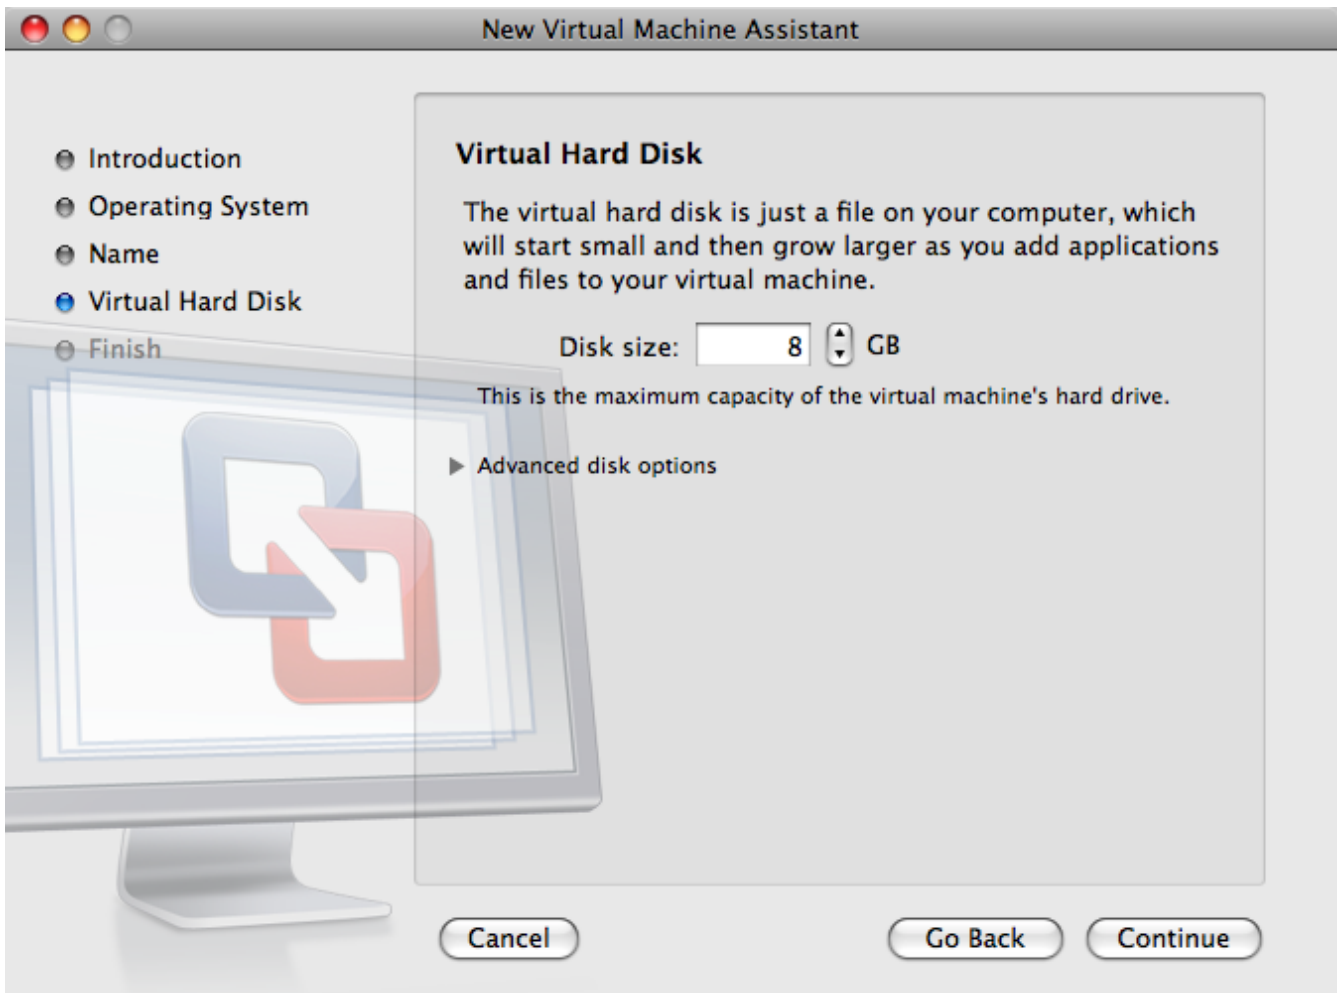 New Virtual Machine Assistant
Introduction
Operating System
Name
Virtual Hard Disk
Finish
Virtual Hard Disk
The virtual hard disk is just a file on your computer, which
will start small and then grow larger as you add applications
and files to your virtual machine.
Disk size: 8 GB
This is the maximum capacity of the virtual machine's hard drive.
Advanced disk options
Cancel
Go Back
Continue